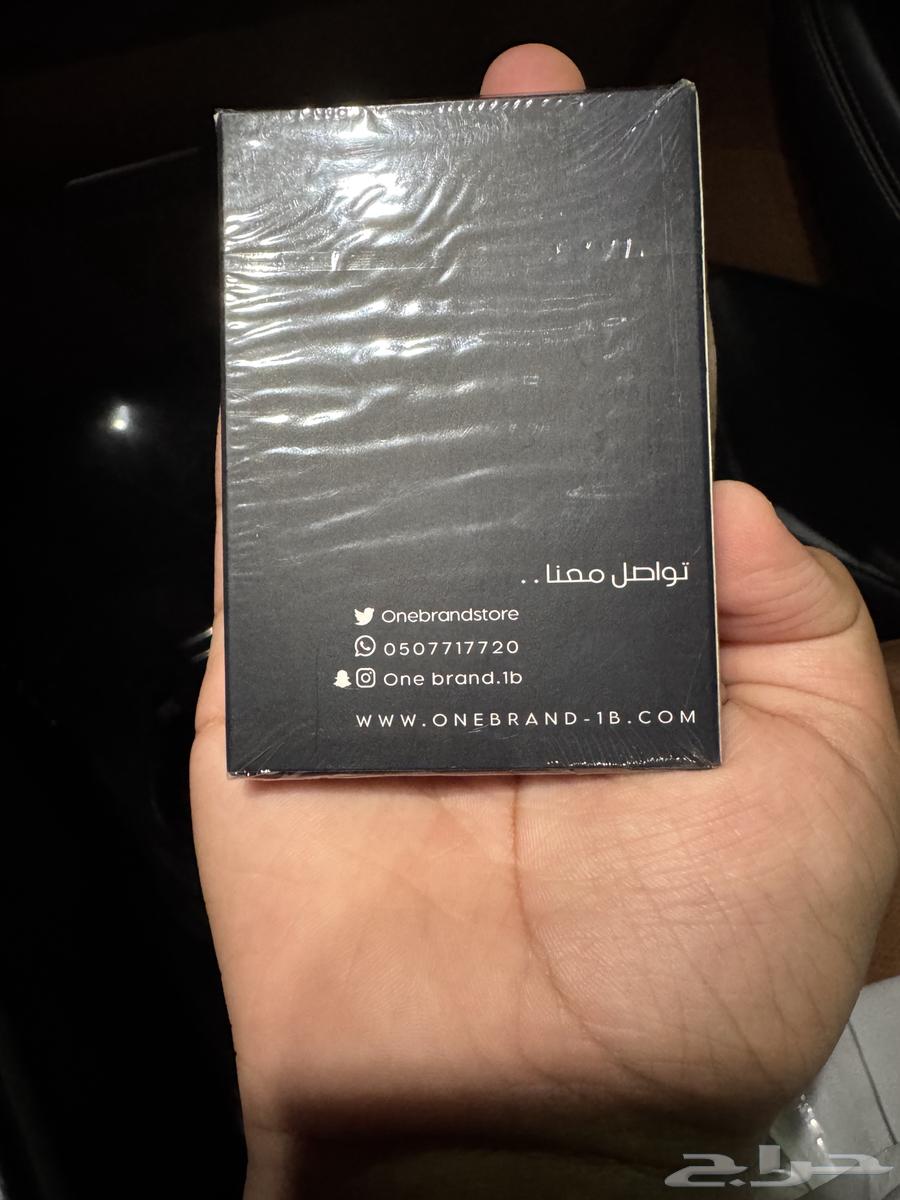 تواصل معنا..
Onebrandstore
0507717720
One brand.1b
WWW.ONEBRAND-1B.COM
حراج